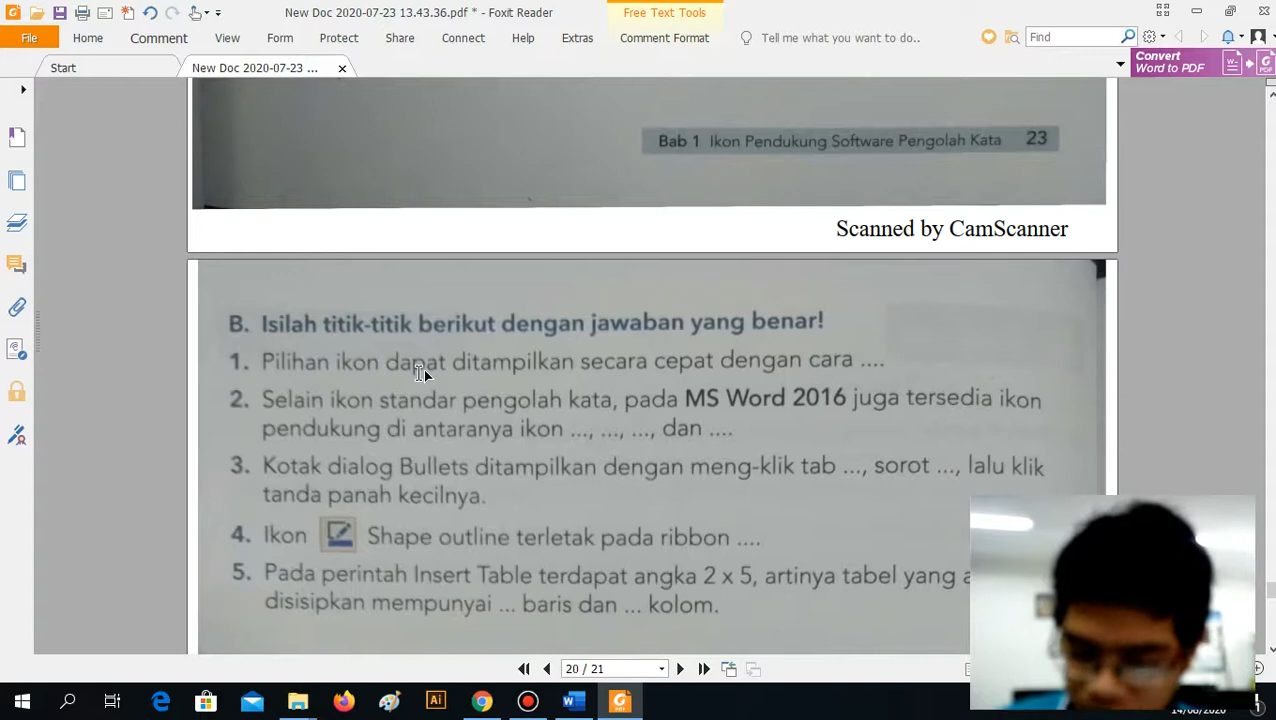 New Doc 2020-07-23 13.43.36.pdf * - Foxit Reader
Free Text Tools
File Home Comment View Form Protect Share Connect Help Extras Comment Format Tell me what you want to do.. Find
Start New Doc 2020-07-23 ...
Convert
Word to PDF
Bab 1 Ikon Pendukung Software Pengolah Kata 23
Scanned by CamScanner
B. Isilah titik-titik berikut dengan jawaban yang benar!
1. Pilihan ikon dapat ditampilkan secara cepat dengan cara ....
2. Selain ikon standar pengolah kata, pada MS Word 2016 juga tersedia ikon
pendukung di antaranya ikon ..., ..., ..., dan ....
3. Kotak dialog Bullets ditampilkan dengan meng-klik tab ..., sorot ..., lalu klik
tanda panah kecilnya.
4. Ikon Shape outline terletak pada ribbon ....
5. Pada perintah Insert Table terdapat angka 2 x 5, artinya tabel yang
disisipkan mempunyai ... baris dan ... kolom.
20 / 21
14/08/2020